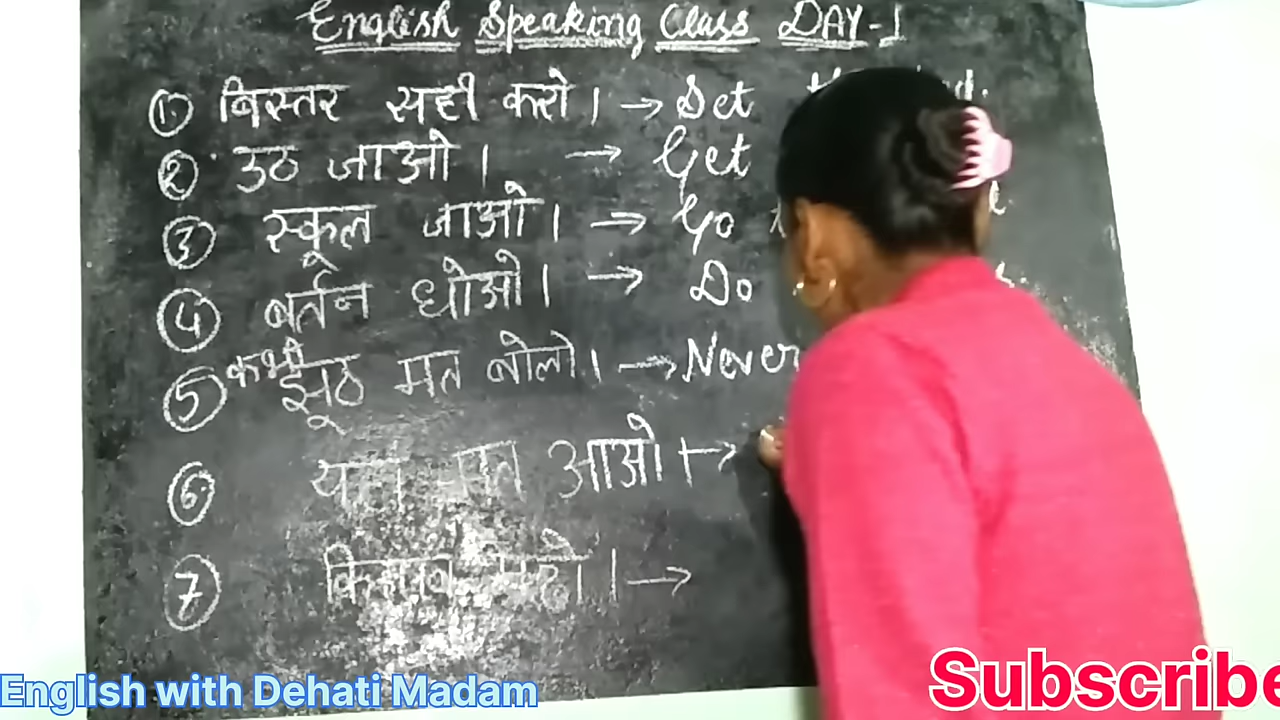 English Speaking Class DAY-1
① बिस्तर सही करो। → Set
② उठ जाओ। → Get
③ स्कूल जाओ। → Go
④ बर्तन धोओ। → Do
⑤ कभी झूठ मत बोलो। → Never
⑥ मत आओ। →
⑦ →
English with Dehati Madam
Subscribe